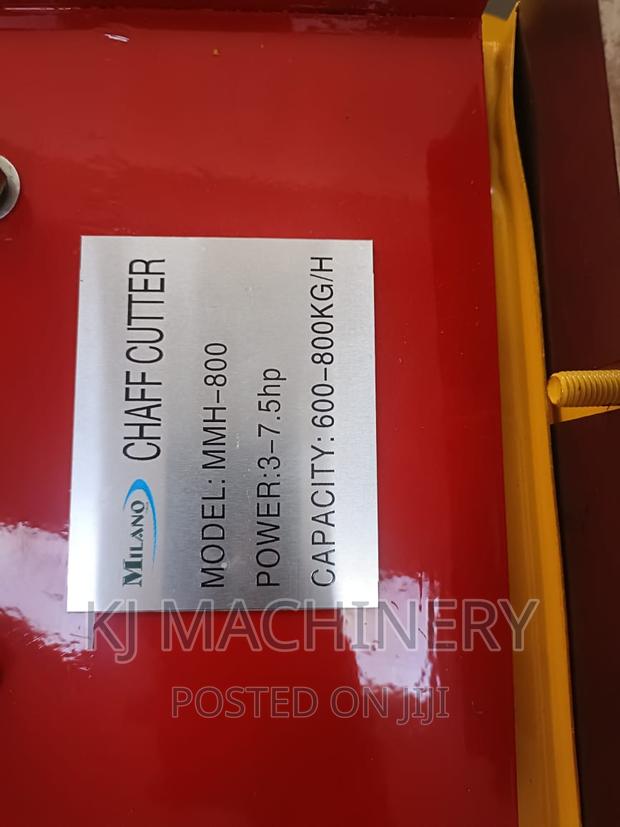 MILANO CHAFF CUTTER
MODEL: MMH-800
POWER:3-7.5hp
CAPACITY: 600-800KG/H
KJ MACHINERY
POSTED ON JIJI